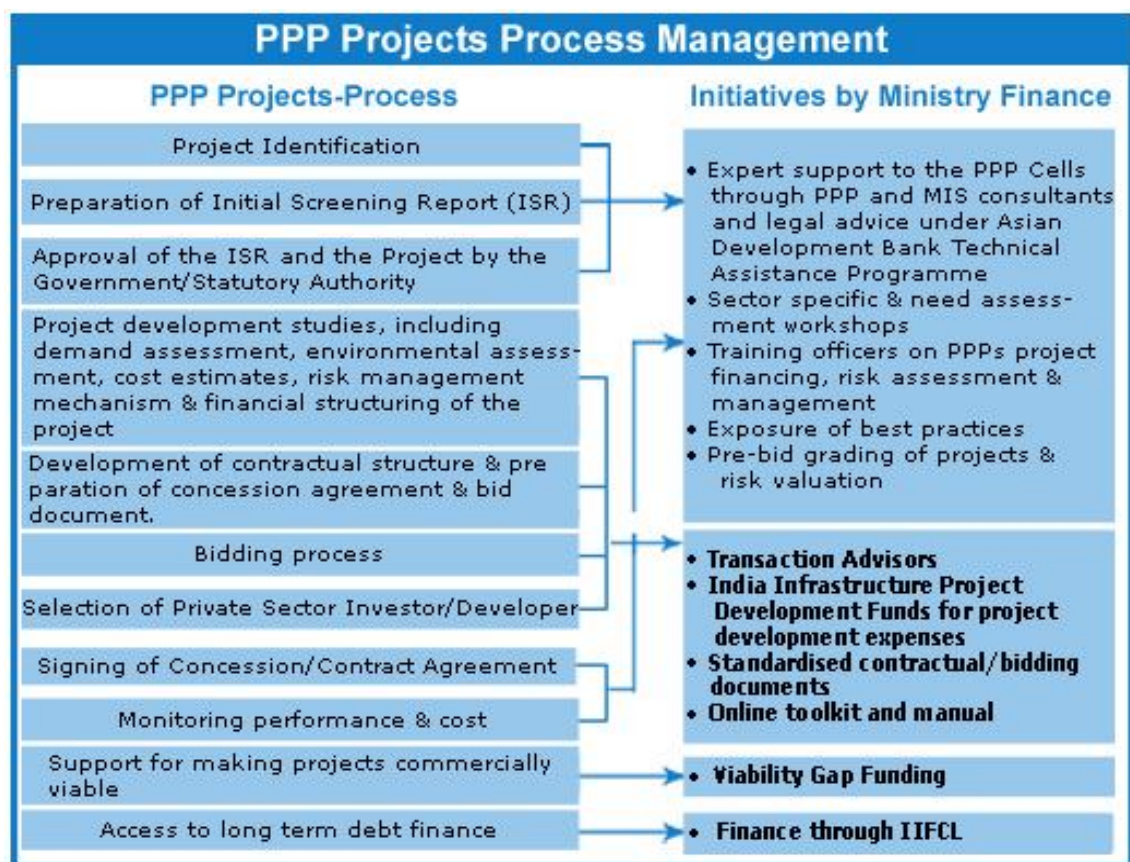 PPP Projects Process Management
PPP Projects-Process
Project Identification
Preparation of Initial Screening Report (ISR)
Approval of the ISR and the Project by the
Government/Statutory Authority
Project development studies, including
demand assessment, environmental assess-
ment, cost estimates, risk management
mechanism & financial structuring of the
project
Development of contractual structure & pre
paration of concession agreement & bid
document.
Bidding process
Selection of Private Sector Investor/Developer
Signing of Concession/Contract Agreement
Monitoring performance & cost
Support for making projects commercially
viable
Access to long term debt finance
Initiatives by Ministry Finance
• Expert support to the PPP Cells
through PPP and MIS consultants
and legal advice under Asian
Development Bank Technical
Assistance Programme
• Sector specific & need assess-
ment workshops
• Training officers on PPPs project
financing, risk assessment &
management
• Exposure of best practices
• Pre-bid grading of projects &
risk valuation
• Transaction Advisors
• India Infrastructure Project
Development Funds for project
development expenses
• Standardised contractual/bidding
documents
• Online toolkit and manual
• Viability Gap Funding
• Finance through IIFCL